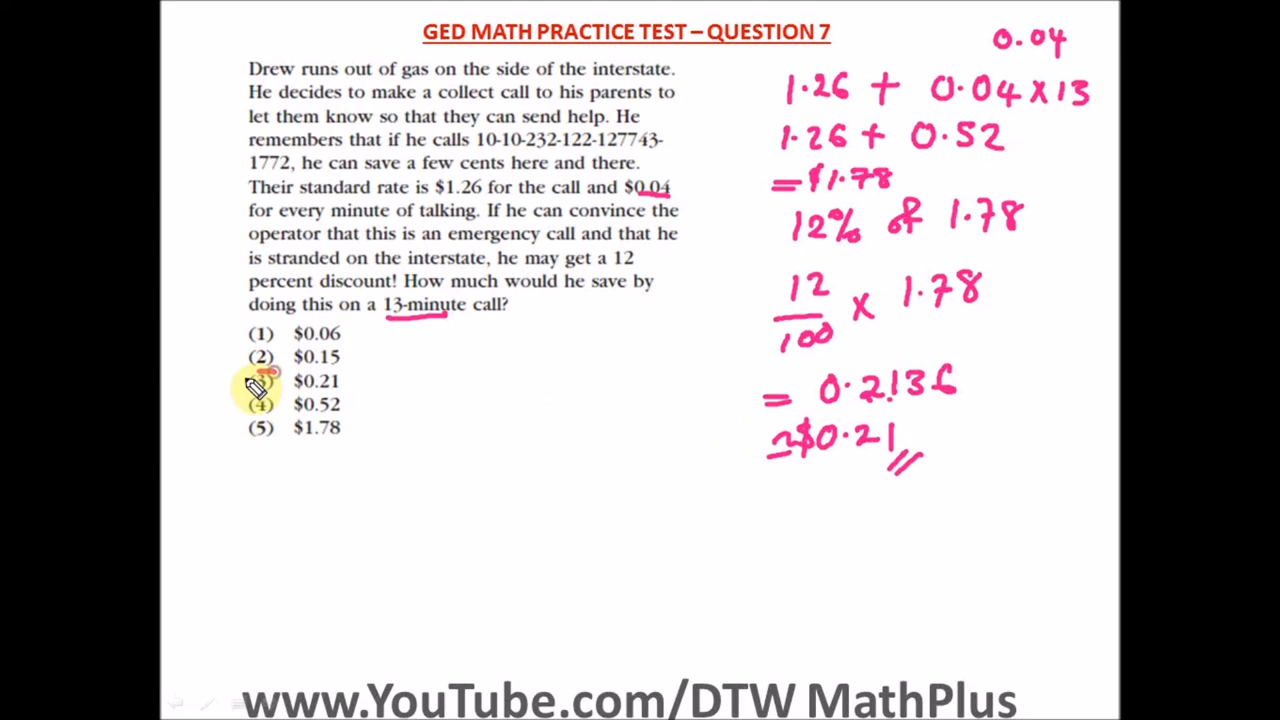 GED MATH PRACTICE TEST – QUESTION 7
Drew runs out of gas on the side of the interstate.
He decides to make a collect call to his parents to
let them know so that they can send help. He
remembers that if he calls 10-10-232-122-127743-
1772, he can save a few cents here and there.
Their standard rate is $1.26 for the call and $0.04
for every minute of talking. If he can convince the
operator that this is an emergency call and that he
is stranded on the interstate, he may get a 12
percent discount! How much would he save by
doing this on a 13-minute call?
(1) $0.06
(2) $0.15
(3) $0.21
(4) $0.52
(5) $1.78
0.04
1.26 + 0.04 x 13
1.26 + 0.52
= $1.78
12% of 1.78
12
100
x 1.78
= 0.2136
≃ $0.21
www.YouTube.com/DTW MathPlus